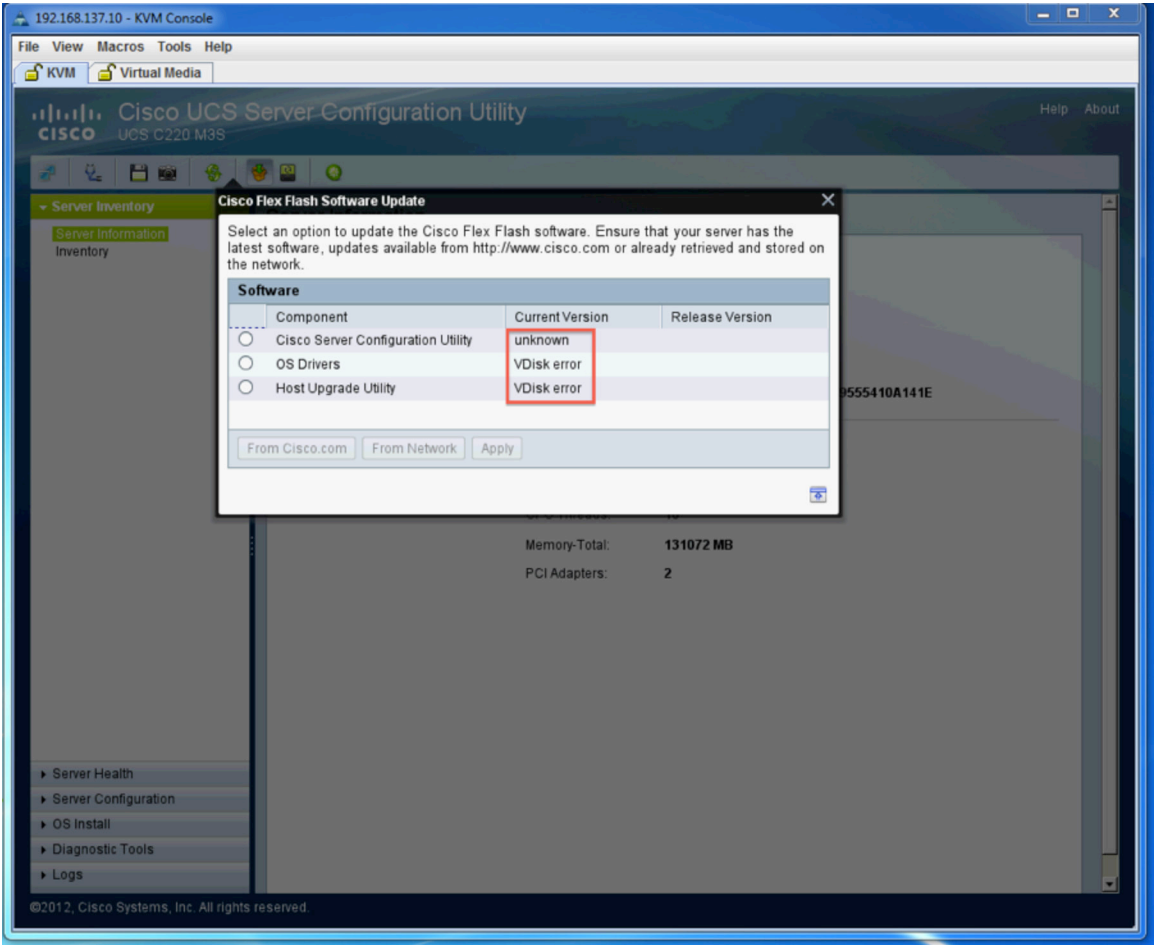 192.168.137.10 - KVM Console
File View Macros Tools Help
KVM Virtual Media
CISCO Cisco UCS Server Configuration Utility
UCS C220 M3S
Help About
Server Inventory
Server Information
Inventory
Cisco Flex Flash Software Update
Select an option to update the Cisco Flex Flash software. Ensure that your server has the
latest software, updates available from http://www.cisco.com or already retrieved and stored on
the network.
Software
Component Current Version Release Version
Cisco Server Configuration Utility unknown
OS Drivers VDisk error
Host Upgrade Utility VDisk error
9555410A141E
From Cisco.com From Network Apply
Memory-Total: 131072 MB
PCI Adapters: 2
Server Health
Server Configuration
OS Install
Diagnostic Tools
Logs
©2012, Cisco Systems, Inc. All rights reserved.